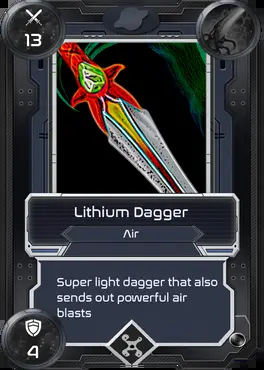 13
Lithium Dagger
Air
Super light dagger that also
sends out powerful air
blasts
4